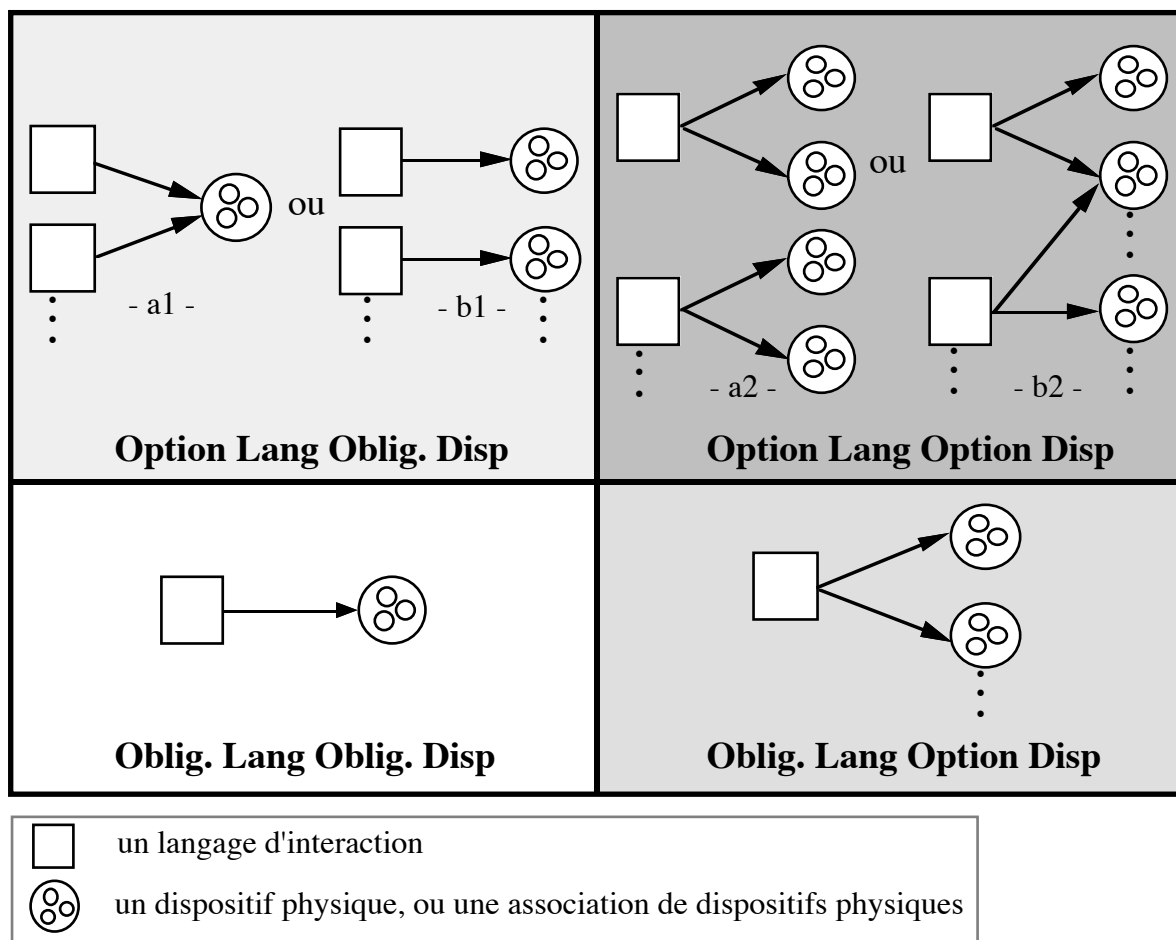 ou
- a1 -
- b1 -
Option Lang Oblig. Disp
ou
- a2 -
- b2 -
Option Lang Option Disp
Oblig. Lang Oblig. Disp
Oblig. Lang Option Disp
un langage d'interaction
un dispositif physique, ou une association de dispositifs physiques